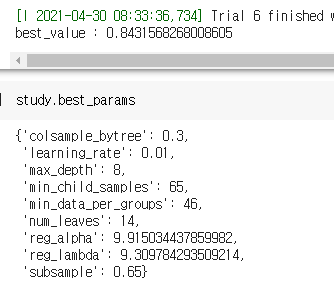 [I 2021-04-30 08:33:36,734] Trial 6 finished w
best_value : 0.8431568268008605
study.best_params
{'colsample_bytree': 0.3,
'learning_rate': 0.01,
'max_depth': 8,
'min_child_samples': 65,
'min_data_per_groups': 46,
'num_leaves': 14,
'reg_alpha': 9.915034437859982,
'reg_lambda': 9.309784293509214,
'subsample': 0.65}